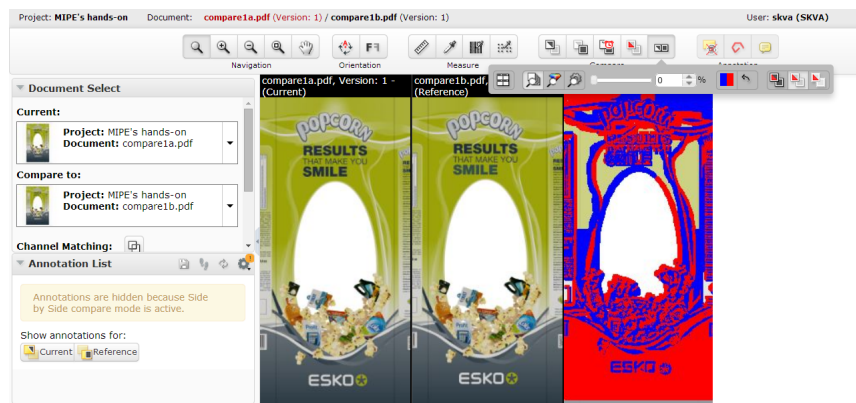 Project: MIPE's hands-on Document: compare1a.pdf (Version: 1) / compare1b.pdf (Version: 1) User: skva (SKVA)
Navigation Orientation Measure Compare Annotation
0 %
Document Select
Current:
Project: MIPE's hands-on
Document: compare1a.pdf
Compare to:
Project: MIPE's hands-on
Document: compare1b.pdf
Channel Matching:
Annotation List
1
Annotations are hidden because Side
by Side compare mode is active.
Show annotations for:
Current Reference
compare1a.pdf, Version: 1 -
(Current)
POPCORN
RESULTS
THAT MAKE YOU
SMILE
ESKO
compare1b.pdf,
(Reference)
POPCORN
RESULTS
THAT MAKE YOU
SMILE
ESKO
POPCORN
RESULTS
SMILE
ESKO